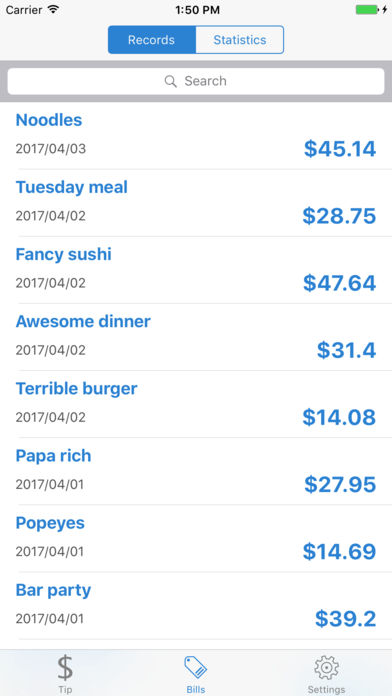 Carrier 1:50 PM
Records Statistics
Search
Noodles
2017/04/03 $45.14
Tuesday meal
2017/04/02 $28.75
Fancy sushi
2017/04/02 $47.64
Awesome dinner
2017/04/02 $31.4
Terrible burger
2017/04/02 $14.08
Papa rich
2017/04/01 $27.95
Popeyes
2017/04/01 $14.69
Bar party
2017/04/01 $39.2
$
Tip Bills Settings